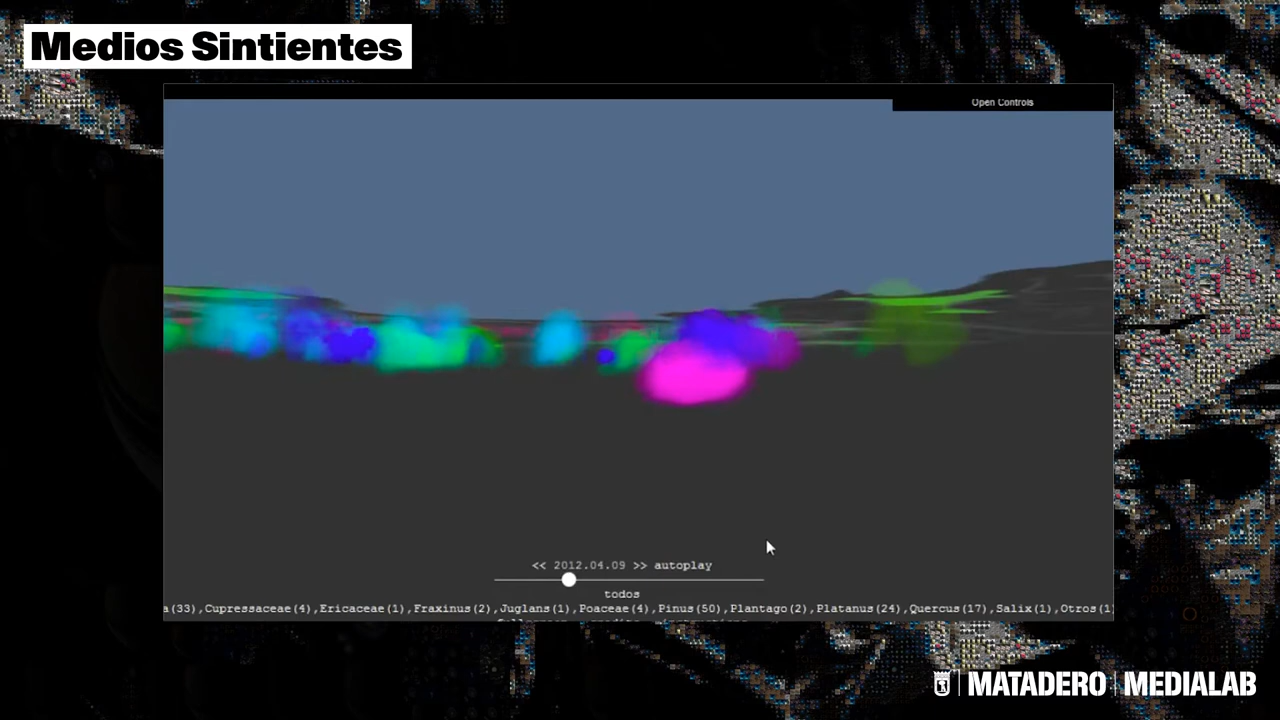 Medios Sintientes
Open Controls
<< 2012.04.09 >> autoplay
todos
a(33),Cupressaceae(4),Ericaceae(1),Fraxinus(2),Juglans(1),Poaceae(4),Pinus(50),Plantago(2),Platanus(24),Quercus(17),Salix(1),Otros(1)
MATADERO MEDIALAB